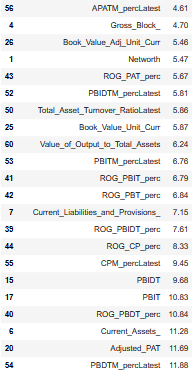 56 APATM_percLatest 4.61
4 Gross_Block_ 4.70
26 Book_Value_Adj_Unit_Curr 5.46
1 Networth 5.47
43 ROG_PAT_perc 5.67
52 PBIDTM_percLatest 5.81
50 Total_Asset_Turnover_RatioLatest 5.86
25 Book_Value_Unit_Curr 5.87
60 Value_of_Output_to_Total_Assets 6.24
53 PBITM_percLatest 6.76
41 ROG_PBIT_perc 6.79
42 ROG_PBT_perc 6.84
7 Current_Liabilities_and_Provisions_ 7.15
39 ROG_PBIDT_perc 7.61
44 ROG_CP_perc 8.33
55 CPM_percLatest 9.45
15 PBIDT 9.68
17 PBIT 10.83
40 ROG_PBDT_perc 10.84
6 Current_Assets_ 11.28
20 Adjusted_PAT 11.69
54 PBDTM_percLatest 11.88